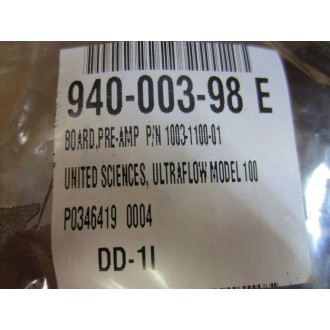 940-003-98 E
BOARD,PRE-AMP P/N 1003-1100-01
UNITED SCIENCES, ULTRAFLOW MODEL 100
P0346419 0004
DD-1I